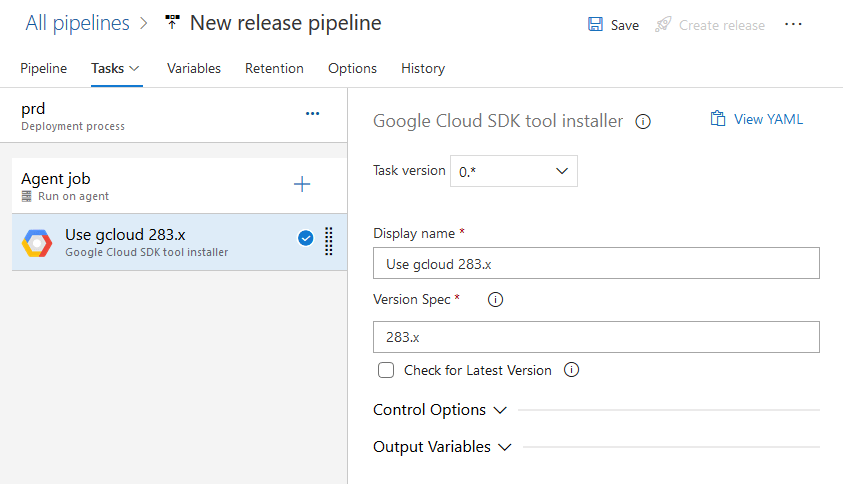 All pipelines > New release pipeline
Save
Create release
...
Pipeline
Tasks
Variables
Retention
Options
History
prd
Deployment process
...
Agent job
Run on agent
Use gcloud 283.x
Google Cloud SDK tool installer
Google Cloud SDK tool installer
View YAML
Task version 0.*
Display name *
Use gcloud 283.x
Version Spec *
283.x
Check for Latest Version
Control Options
Output Variables